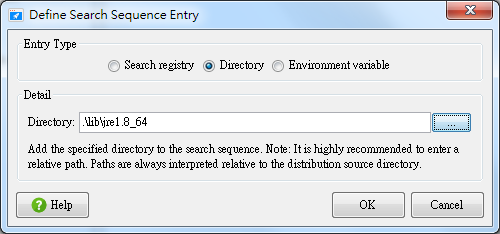 Define Search Sequence Entry
Entry Type
Search registry Directory Environment variable
Detail
Directory: .\lib\jre1.8_64 ...
Add the specified directory to the search sequence. Note: It is highly recommended to enter a
relative path. Paths are always interpreted relative to the distribution source directory.
Help OK Cancel